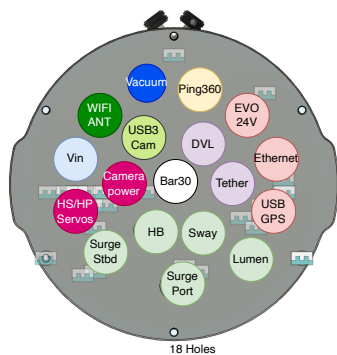 Vacuum
Ping360
WIFI
ANT
EVO
24V
USB3
Cam
DVL
Vin
Ethernet
Camera
power
Bar30
Tether
HS/HP
Servos
USB
GPS
HB
Sway
Surge
Stbd
Lumen
Surge
Port
18 Holes